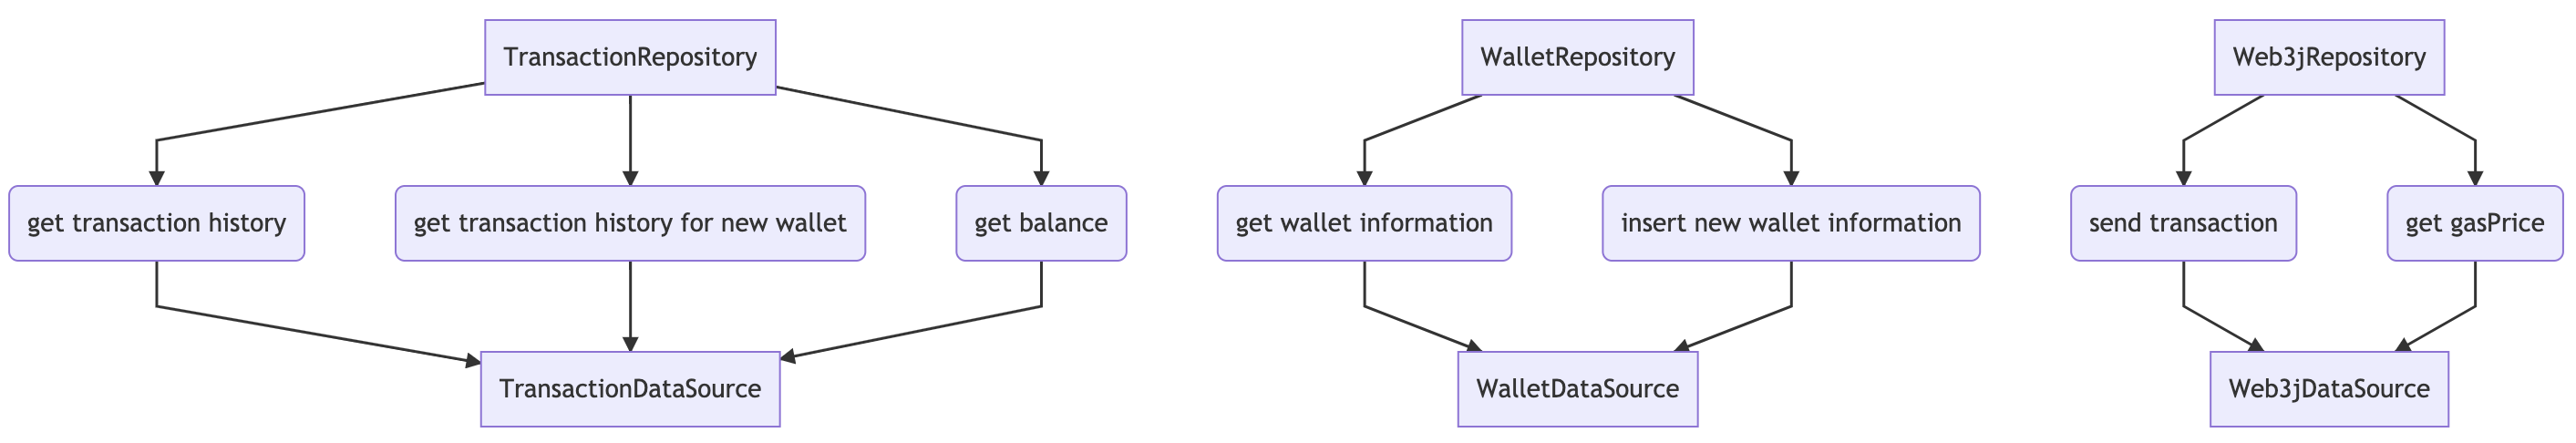 TransactionRepository
WalletRepository
Web3jRepository
get transaction history
get transaction history for new wallet
get balance
get wallet information
insert new wallet information
send transaction
get gasPrice
TransactionDataSource
WalletDataSource
Web3jDataSource